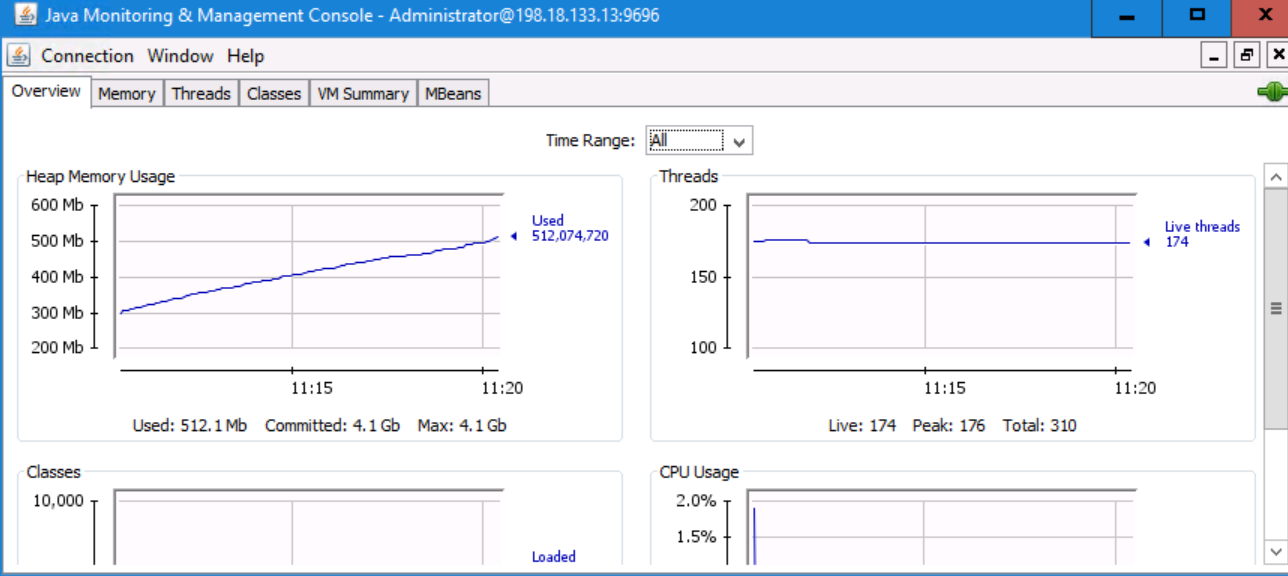 Java Monitoring & Management Console - Administrator@198.18.133.13:9696
Connection Window Help
Overview Memory Threads Classes VM Summary MBeans
Time Range: All
Heap Memory Usage
600 Mb
500 Mb
400 Mb
300 Mb
200 Mb
Used
512,074,720
11:15 11:20
Used: 512.1 Mb Committed: 4.1 Gb Max: 4.1 Gb
Threads
200
150
100
Live threads
174
11:15 11:20
Live: 174 Peak: 176 Total: 310
Classes
10,000
Loaded
CPU Usage
2.0%
1.5%